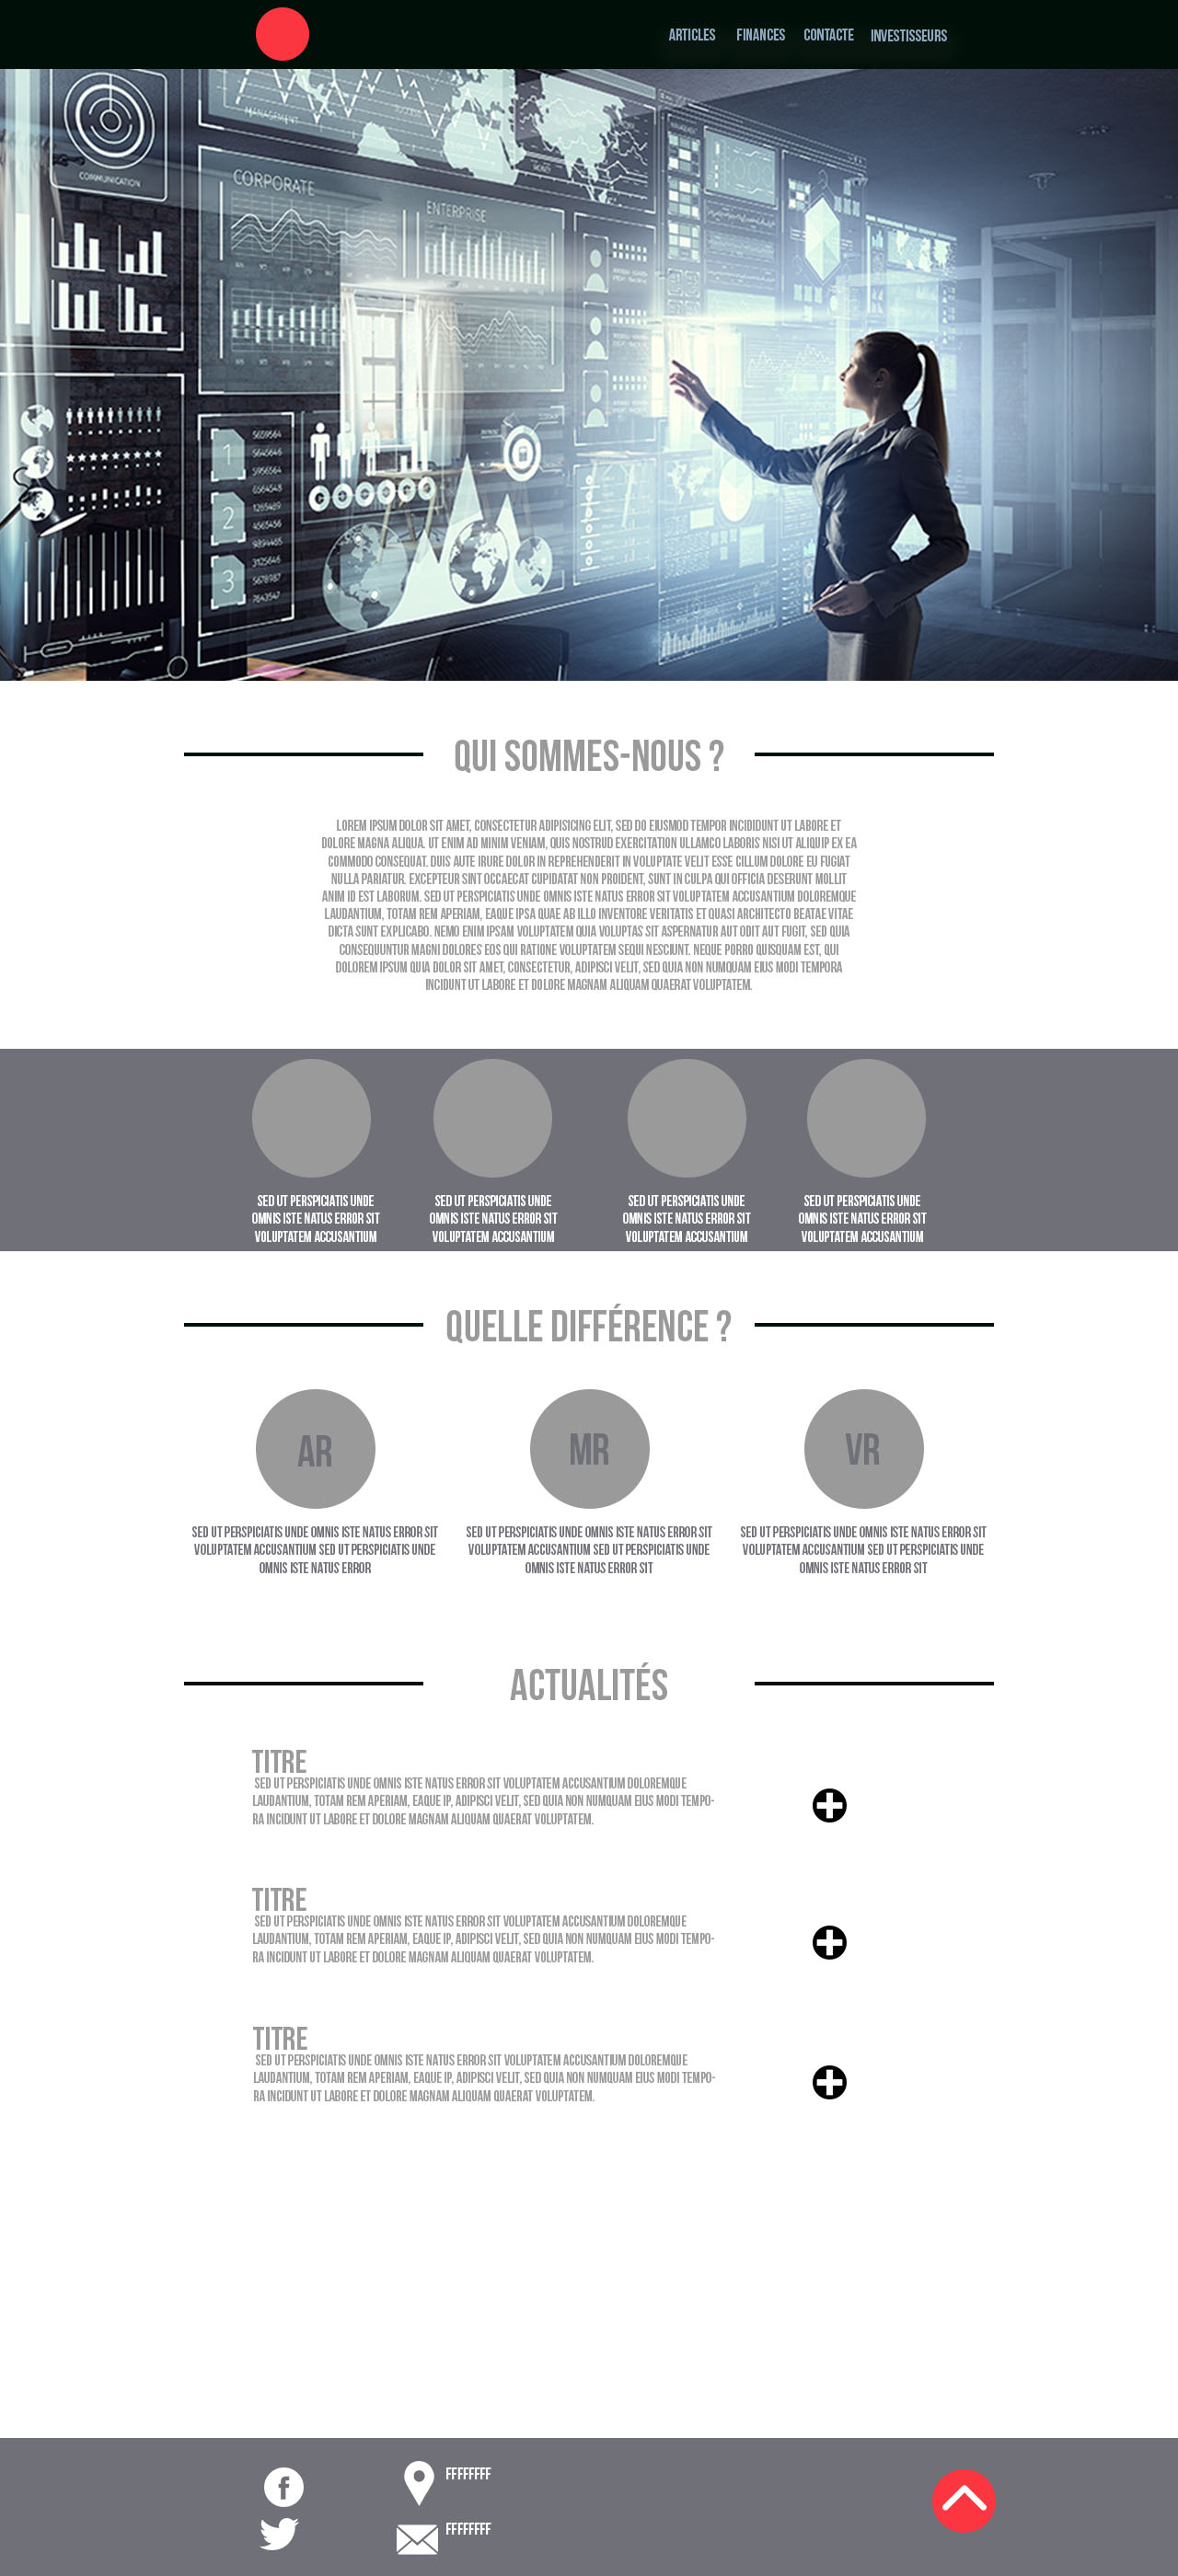 ARTICLES FINANCES CONTACTE INVESTISSEURS
MANAGEMENT
SUCCESS
COMMUNICATION
CORPORATE
ENTERPRISE
MANAGEMENT
1
2
3
QUI SOMMES-NOUS ?
LOREM IPSUM DOLOR SIT AMET, CONSECTETUR ADIPISICING ELIT, SED DO EIUSMOD TEMPOR INCIDIDUNT UT LABORE ET
DOLORE MAGNA ALIQUA. UT ENIM AD MINIM VENIAM, QUIS NOSTRUD EXERCITATION ULLAMCO LABORIS NISI UT ALIQUIP EX EA
COMMODO CONSEQUAT. DUIS AUTE IRURE DOLOR IN REPREHENDERIT IN VOLUPTATE VELIT ESSE CILLUM DOLORE EU FUGIAT
NULLA PARIATUR. EXCEPTEUR SINT OCCAECAT CUPIDATAT NON PROIDENT, SUNT IN CULPA QUI OFFICIA DESERUNT MOLLIT
ANIM ID EST LABORUM. SED UT PERSPICIATIS UNDE OMNIS ISTE NATUS ERROR SIT VOLUPTATEM ACCUSANTIUM DOLOREMQUE
LAUDANTIUM, TOTAM REM APERIAM, EAQUE IPSA QUAE AB ILLO INVENTORE VERITATIS ET QUASI ARCHITECTO BEATAE VITAE
DICTA SUNT EXPLICABO. NEMO ENIM IPSAM VOLUPTATEM QUIA VOLUPTAS SIT ASPERNATUR AUT ODIT AUT FUGIT, SED QUIA
CONSEQUUNTUR MAGNI DOLORES EOS QUI RATIONE VOLUPTATEM SEQUI NESCIUNT. NEQUE PORRO QUISQUAM EST, QUI
DOLOREM IPSUM QUIA DOLOR SIT AMET, CONSECTETUR, ADIPISCI VELIT, SED QUIA NON NUMQUAM EIUS MODI TEMPORA
INCIDUNT UT LABORE ET DOLORE MAGNAM ALIQUAM QUAERAT VOLUPTATEM.
SED UT PERSPICIATIS UNDE
OMNIS ISTE NATUS ERROR SIT
VOLUPTATEM ACCUSANTIUM
SED UT PERSPICIATIS UNDE
OMNIS ISTE NATUS ERROR SIT
VOLUPTATEM ACCUSANTIUM
SED UT PERSPICIATIS UNDE
OMNIS ISTE NATUS ERROR SIT
VOLUPTATEM ACCUSANTIUM
SED UT PERSPICIATIS UNDE
OMNIS ISTE NATUS ERROR SIT
VOLUPTATEM ACCUSANTIUM
QUELLE DIFFÉRENCE ?
AR
SED UT PERSPICIATIS UNDE OMNIS ISTE NATUS ERROR SIT
VOLUPTATEM ACCUSANTIUM SED UT PERSPICIATIS UNDE
OMNIS ISTE NATUS ERROR
MR
SED UT PERSPICIATIS UNDE OMNIS ISTE NATUS ERROR SIT
VOLUPTATEM ACCUSANTIUM SED UT PERSPICIATIS UNDE
OMNIS ISTE NATUS ERROR SIT
VR
SED UT PERSPICIATIS UNDE OMNIS ISTE NATUS ERROR SIT
VOLUPTATEM ACCUSANTIUM SED UT PERSPICIATIS UNDE
OMNIS ISTE NATUS ERROR SIT
ACTUALITÉS
TITRE
SED UT PERSPICIATIS UNDE OMNIS ISTE NATUS ERROR SIT VOLUPTATEM ACCUSANTIUM DOLOREMQUE
LAUDANTIUM, TOTAM REM APERIAM, EAQUE IP, ADIPISCI VELIT, SED QUIA NON NUMQUAM EIUS MODI TEMPO-
RA INCIDUNT UT LABORE ET DOLORE MAGNAM ALIQUAM QUAERAT VOLUPTATEM.
TITRE
SED UT PERSPICIATIS UNDE OMNIS ISTE NATUS ERROR SIT VOLUPTATEM ACCUSANTIUM DOLOREMQUE
LAUDANTIUM, TOTAM REM APERIAM, EAQUE IP, ADIPISCI VELIT, SED QUIA NON NUMQUAM EIUS MODI TEMPO-
RA INCIDUNT UT LABORE ET DOLORE MAGNAM ALIQUAM QUAERAT VOLUPTATEM.
TITRE
SED UT PERSPICIATIS UNDE OMNIS ISTE NATUS ERROR SIT VOLUPTATEM ACCUSANTIUM DOLOREMQUE
LAUDANTIUM, TOTAM REM APERIAM, EAQUE IP, ADIPISCI VELIT, SED QUIA NON NUMQUAM EIUS MODI TEMPO-
RA INCIDUNT UT LABORE ET DOLORE MAGNAM ALIQUAM QUAERAT VOLUPTATEM.
FFFFFFFF
FFFFFFFF